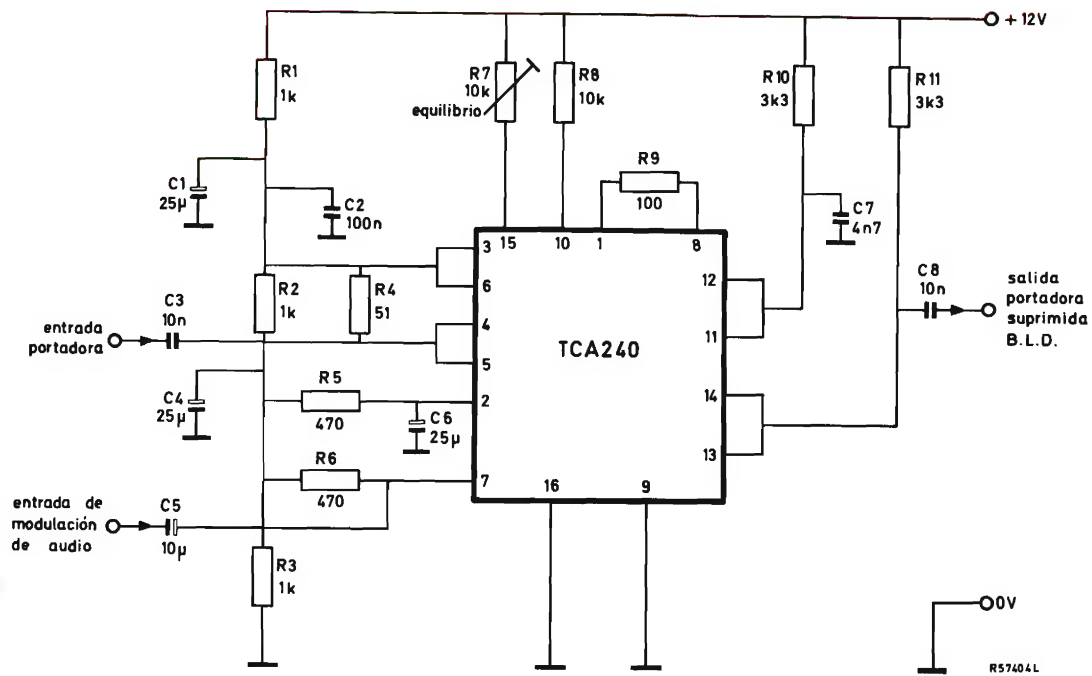 + 12V
R1
1k
R7
10k
equilibrio
R8
10k
R10
3k3
R11
3k3
R9
100
C1
25µ
C2
100n
C7
4n7
15
10
1
8
3
6
4
5
2
7
12
11
14
13
16
9
TCA240
R2
1k
R4
51
C3
10n
entrada
portadora
C8
10n
salida
portadora
suprimida
B.L.D.
C4
25µ
R5
470
C6
25µ
R6
470
entrada de
modulación
de audio
C5
10µ
R3
1k
0V
R57404L